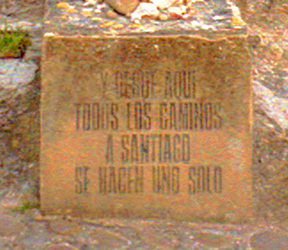 Y DESDE AQUI
TODOS LOS CAMINOS
A SANTIAGO
SE HACEN UNO SOLO